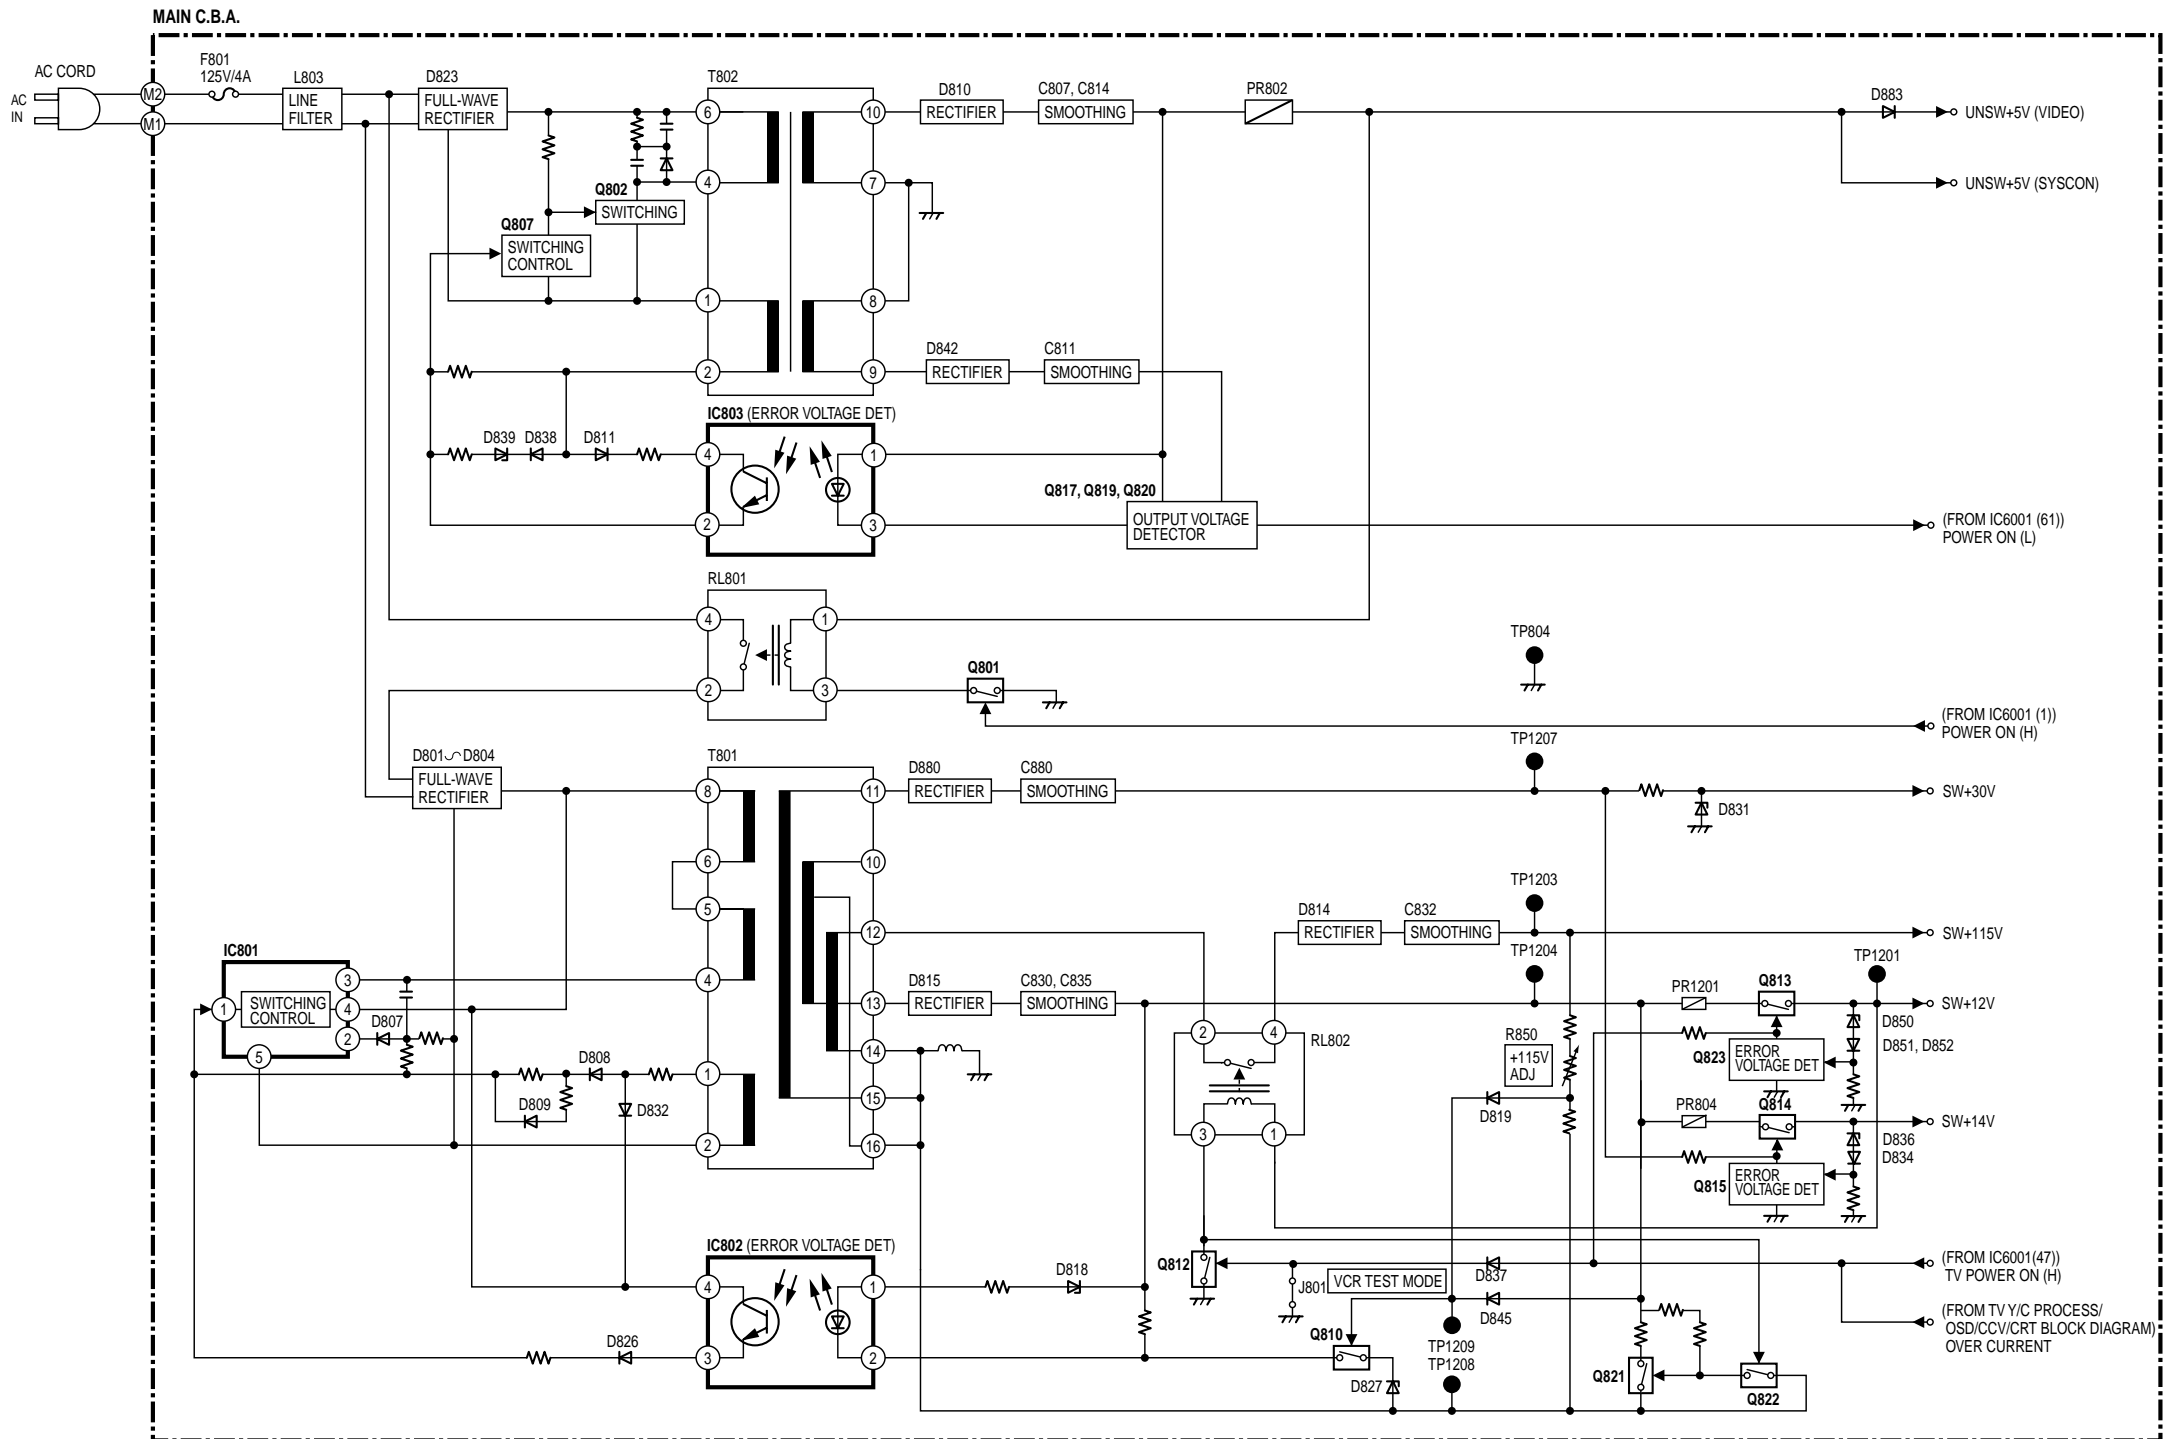 MAIN C.B.A.
AC CORD
AC
IN
M2
M1
F801
125V/4A
L803
LINE
FILTER
D823
FULL-WAVE
RECTIFIER
Q802
SWITCHING
Q807
SWITCHING
CONTROL
T802
6
4
1
2
10
7
8
9
D810
RECTIFIER
C807, C814
SMOOTHING
PR802
D883
UNSW+5V (VIDEO)
UNSW+5V (SYSCON)
D842
RECTIFIER
C811
SMOOTHING
IC803 (ERROR VOLTAGE DET)
D839
D838
D811
4
2
1
3
Q817, Q819, Q820
OUTPUT VOLTAGE
DETECTOR
(FROM IC6001 (61))
POWER ON (L)
RL801
4
2
1
3
Q801
TP804
(FROM IC6001 (1))
POWER ON (H)
D801 D804
FULL-WAVE
RECTIFIER
T801
8
6
5
4
1
2
11
10
12
13
14
15
16
D880
RECTIFIER
C880
SMOOTHING
TP1207
D831
SW+30V
D814
RECTIFIER
C832
SMOOTHING
TP1203
SW+115V
TP1204
TP1201
D815
RECTIFIER
C830, C835
SMOOTHING
PR1201
Q813
SW+12V
IC801
SWITCHING
CONTROL
1
3
4
2
5
D807
D808
D809
D832
2
4
3
1
RL802
R850
+115V
ADJ
D819
Q823
ERROR
VOLTAGE DET
D850
D851, D852
PR804
Q814
SW+14V
D836
D834
Q815
ERROR
VOLTAGE DET
IC802 (ERROR VOLTAGE DET)
4
3
1
2
D826
D818
Q812
J801
VCR TEST MODE
D837
D845
(FROM IC6001(47))
TV POWER ON (H)
Q810
TP1209
TP1208
D827
Q821
Q822
(FROM TV Y/C PROCESS/
OSD/CCV/CRT BLOCK DIAGRAM)
OVER CURRENT